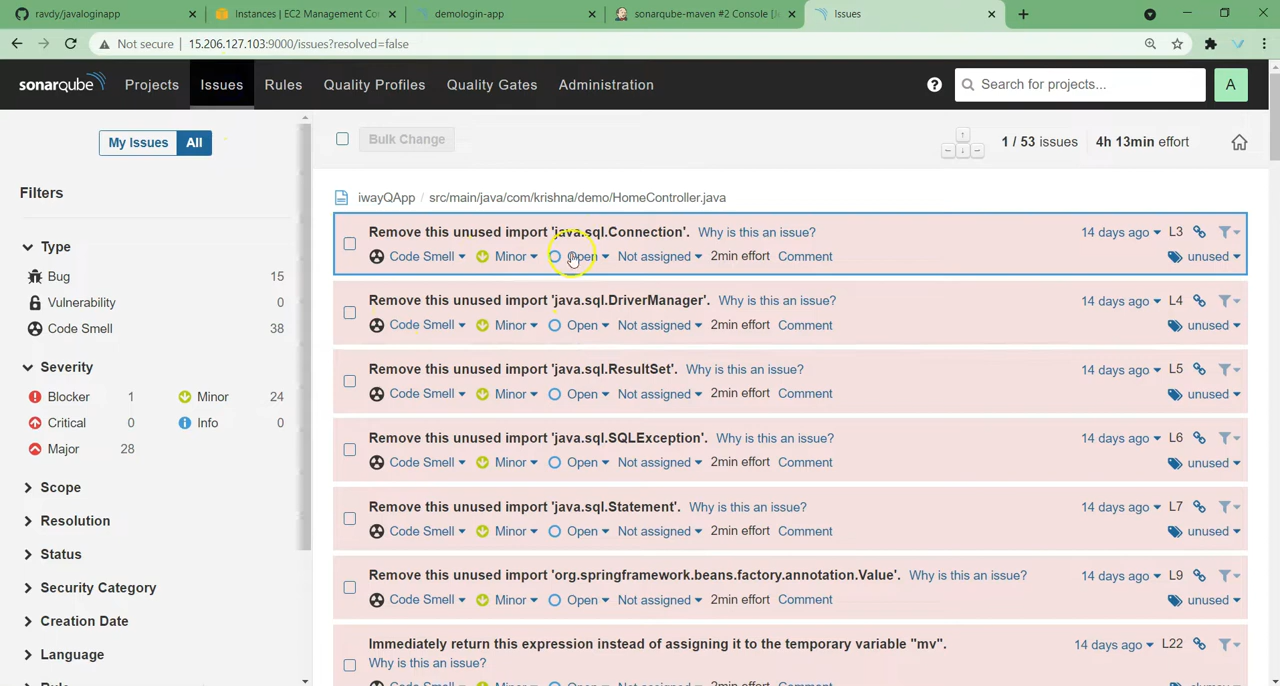 ravdy/javaloginapp
Instances | EC2 Management Co
demologin-app
sonarqube-maven #2 Console [Je
Issues
Not secure
15.206.127.103:9000/issues?resolved=false
sonarqube
Projects
Issues
Rules
Quality Profiles
Quality Gates
Administration
?
Search for projects...
A
My Issues
All
Bulk Change
1 / 53 issues
4h 13min effort
Filters
Type
Bug 15
Vulnerability 0
Code Smell 38
Severity
Blocker 1 Minor 24
Critical 0 Info 0
Major 28
Scope
Resolution
Status
Security Category
Creation Date
Language
iwayQApp / src/main/java/com/krishna/demo/HomeController.java
Remove this unused import 'java.sql.Connection'. Why is this an issue? 14 days ago L3
Code Smell Minor Open Not assigned 2min effort Comment unused
Remove this unused import 'java.sql.DriverManager'. Why is this an issue? 14 days ago L4
Code Smell Minor Open Not assigned 2min effort Comment unused
Remove this unused import 'java.sql.ResultSet'. Why is this an issue? 14 days ago L5
Code Smell Minor Open Not assigned 2min effort Comment unused
Remove this unused import 'java.sql.SQLException'. Why is this an issue? 14 days ago L6
Code Smell Minor Open Not assigned 2min effort Comment unused
Remove this unused import 'java.sql.Statement'. Why is this an issue? 14 days ago L7
Code Smell Minor Open Not assigned 2min effort Comment unused
Remove this unused import 'org.springframework.beans.factory.annotation.Value'. Why is this an issue? 14 days ago L9
Code Smell Minor Open Not assigned 2min effort Comment unused
Immediately return this expression instead of assigning it to the temporary variable "mv". 14 days ago L22
Why is this an issue?